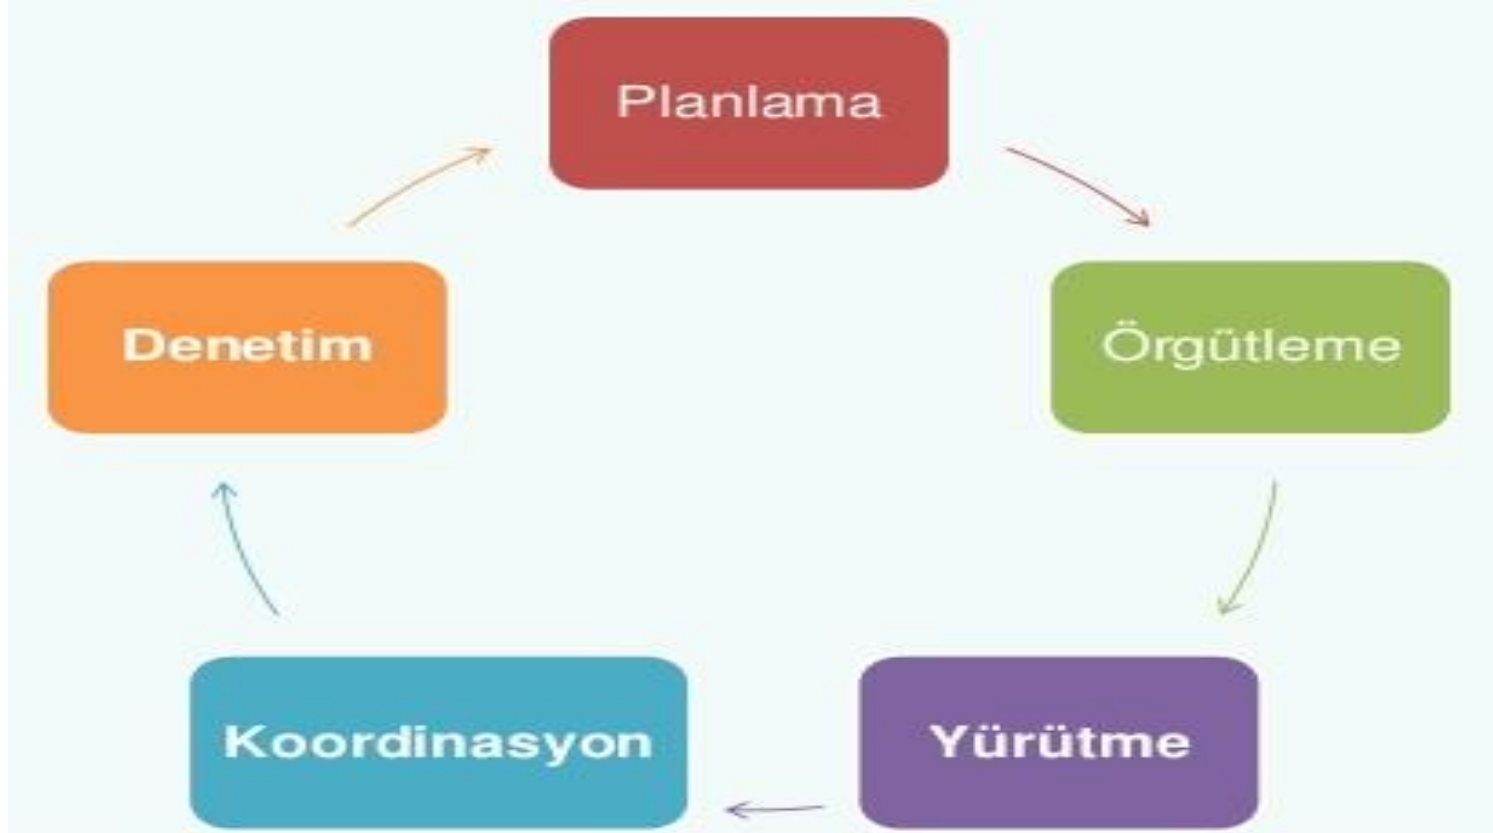 Planlama
Örgütleme
Yürütme
Koordinasyon
Denetim